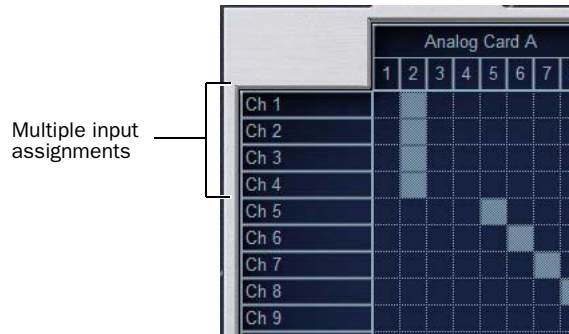 Analog Card A
1 2 3 4 5 6 7
Multiple input
assignments
Ch 1
Ch 2
Ch 3
Ch 4
Ch 5
Ch 6
Ch 7
Ch 8
Ch 9